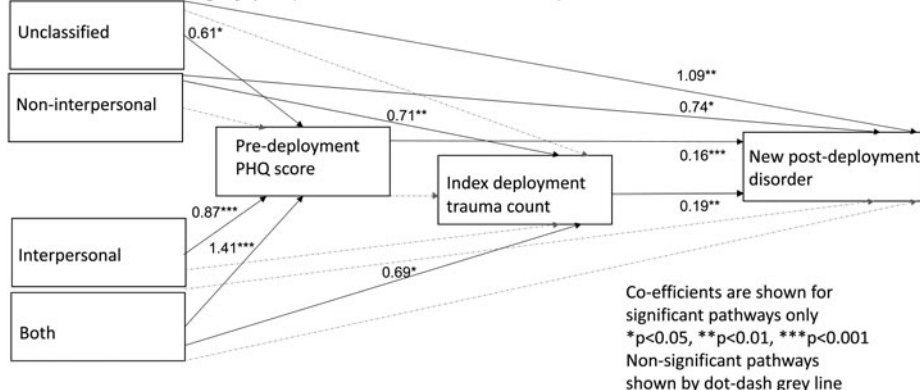 Unclassified
0.61*
1.09**
Non-interpersonal
0.74*
0.71**
Pre-deployment
PHQ score
0.16***
New post-deployment
disorder
Index deployment
trauma count
0.87***
0.19**
Interpersonal
1.41***
0.69*
Both
Co-efficients are shown for
significant pathways only
*p<0.05, **p<0.01, ***p<0.001
Non-significant pathways
shown by dot-dash grey line